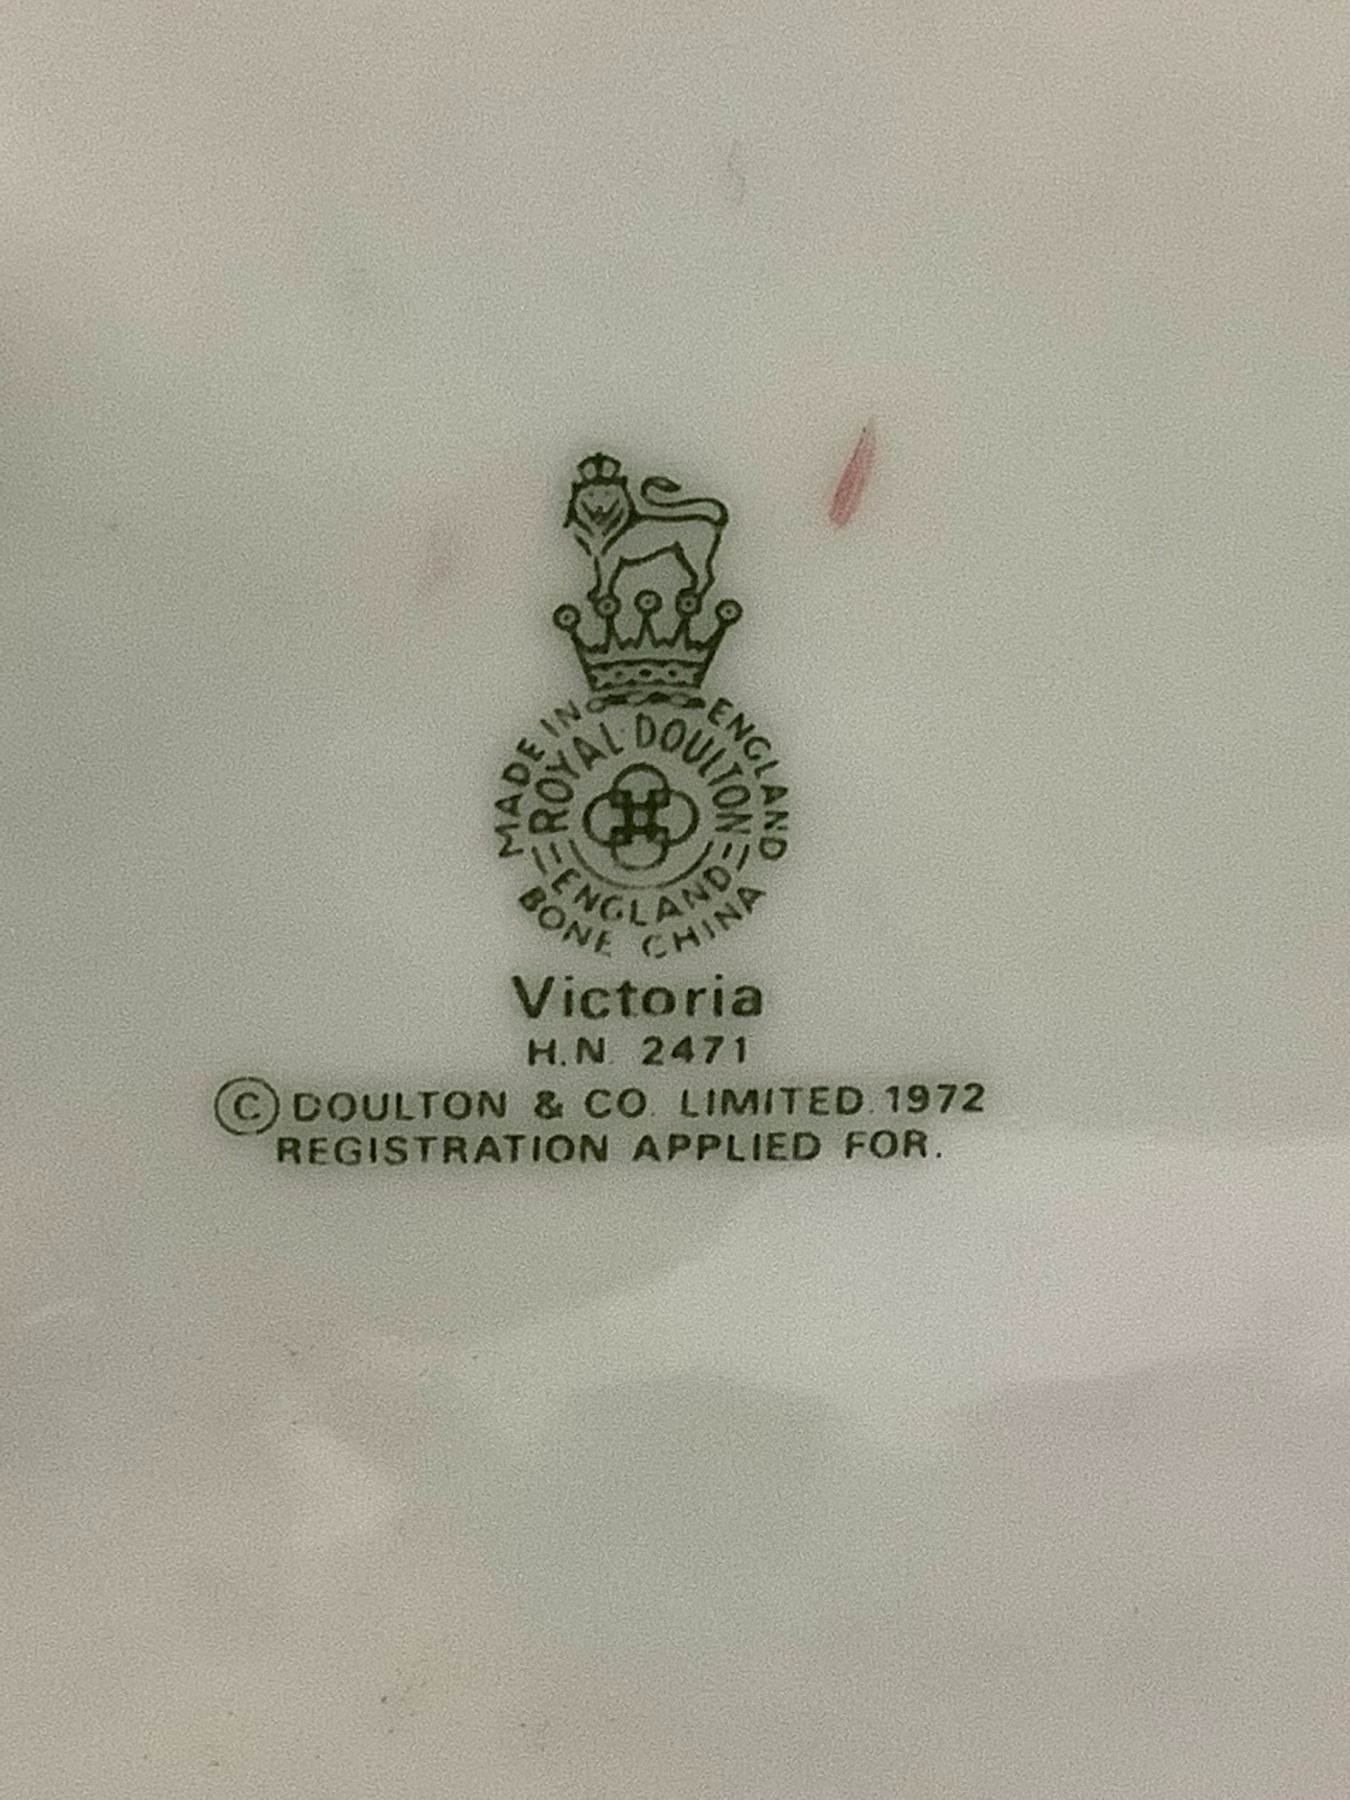 MADE IN ENGLAND
ROYAL DOULTON
ENGLAND
BONE CHINA
Victoria
H.N. 2471
© DOULTON & CO. LIMITED. 1972
REGISTRATION APPLIED FOR.